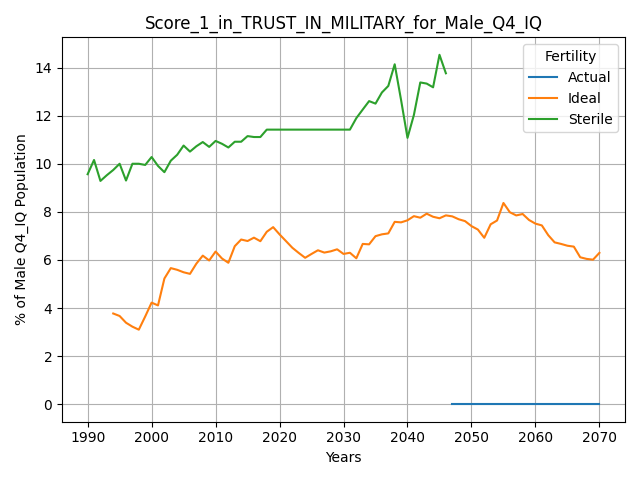 Score_1_in_TRUST_IN_MILITARY_for_Male_Q4_IQ
Fertility
Actual
Ideal
Sterile
% of Male Q4_IQ Population
14
12
10
8
6
4
2
0
1990 2000 2010 2020 2030 2040 2050 2060 2070
Years